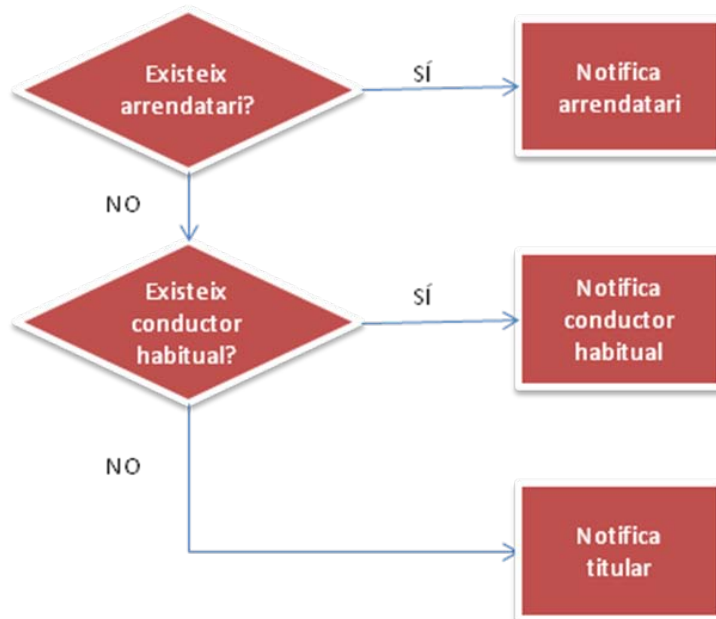 Existeix
arrendatari?
SÍ
Notifica
arrendatari
NO
Existeix
conductor
habitual?
SÍ
Notifica
conductor
habitual
NO
Notifica
titular